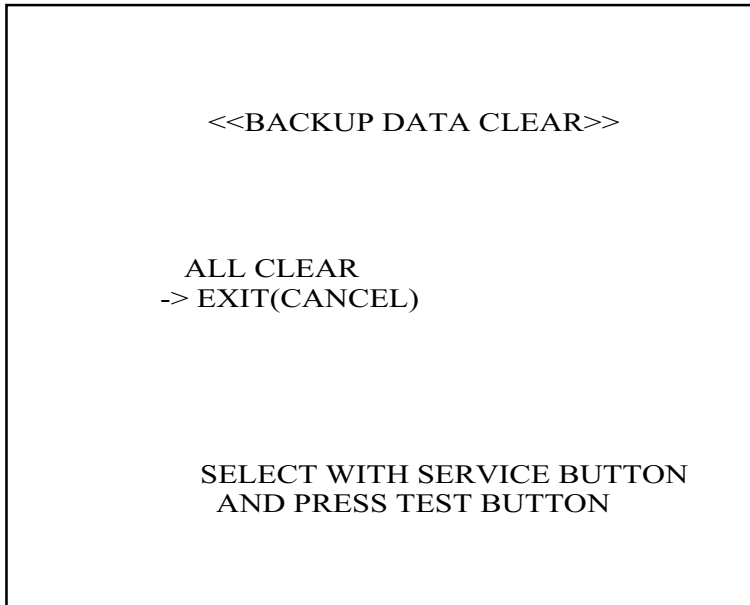 <<BACKUP DATA CLEAR>>
ALL CLEAR
-> EXIT(CANCEL)
SELECT WITH SERVICE BUTTON
AND PRESS TEST BUTTON